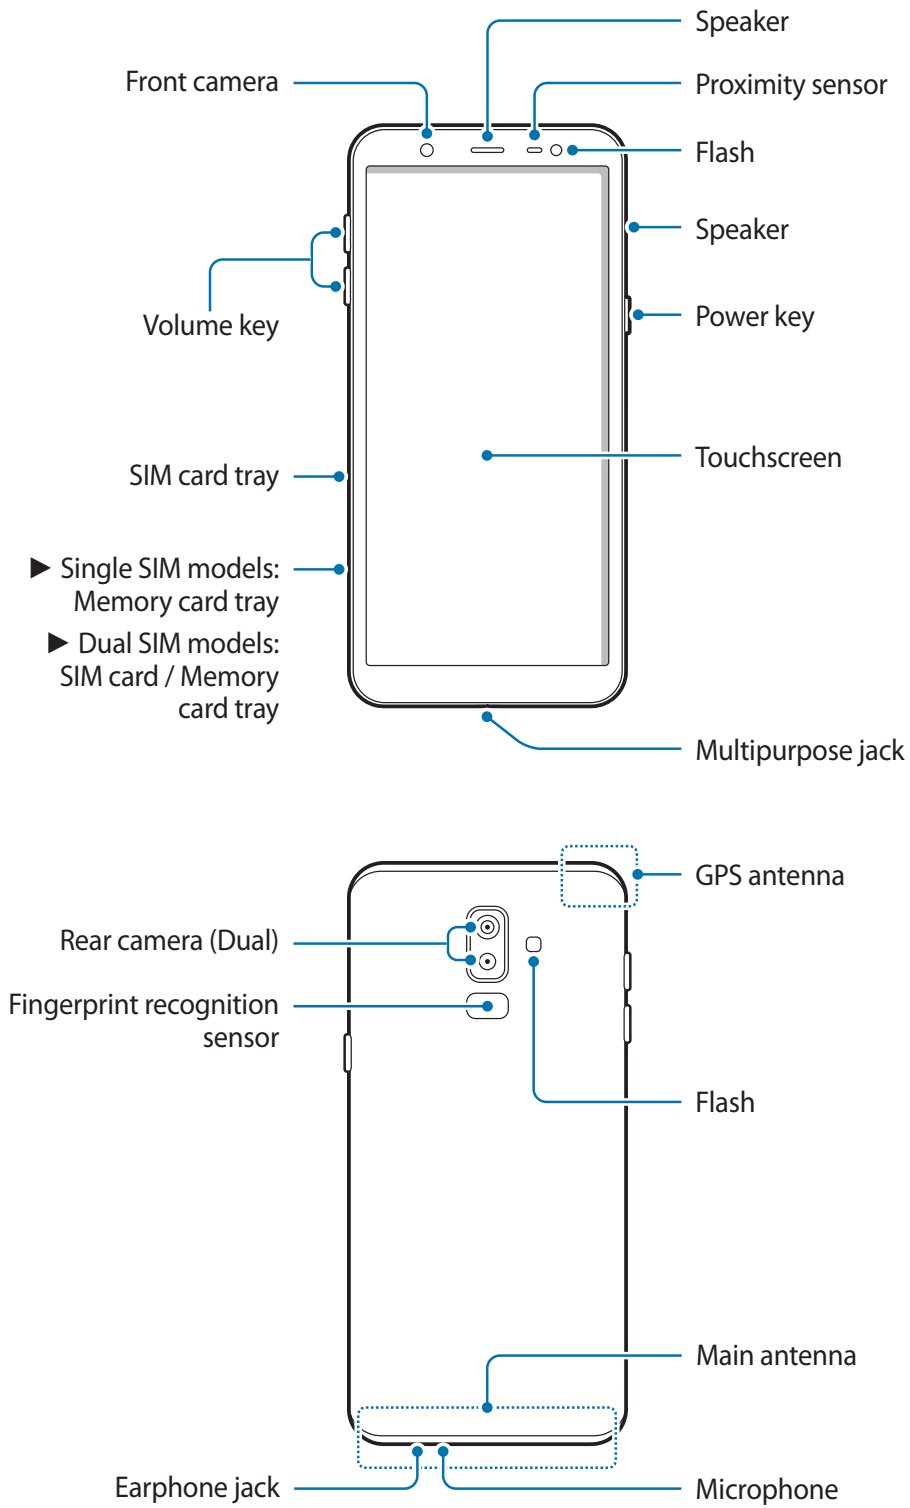 Speaker
Front camera
Proximity sensor
Flash
Speaker
Volume key
Power key
Touchscreen
SIM card tray
► Single SIM models:
Memory card tray
► Dual SIM models:
SIM card / Memory
card tray
Multipurpose jack
GPS antenna
Rear camera (Dual)
Fingerprint recognition
sensor
Flash
Main antenna
Earphone jack
Microphone